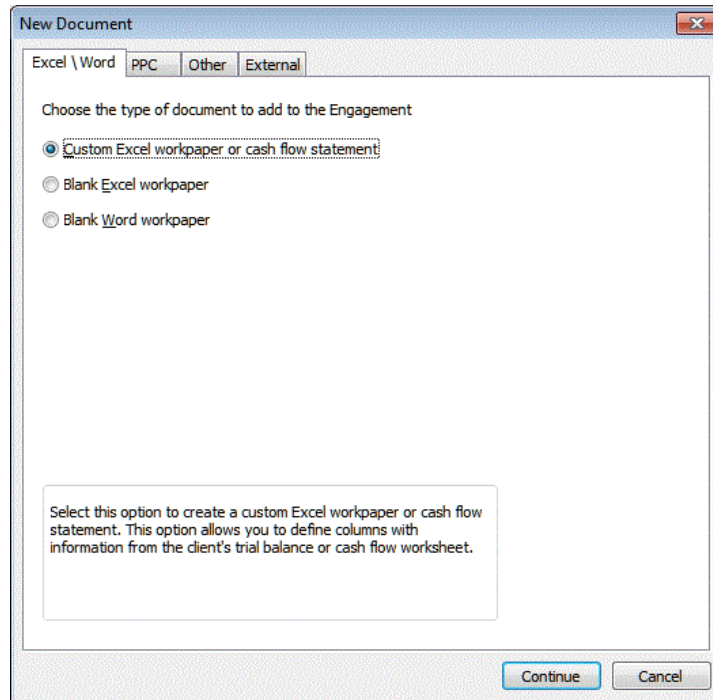 New Document
Excel \ Word PPC Other External
Choose the type of document to add to the Engagement
Custom Excel workpaper or cash flow statement
Blank Excel workpaper
Blank Word workpaper
Select this option to create a custom Excel workpaper or cash flow
statement. This option allows you to define columns with
information from the client's trial balance or cash flow worksheet.
Continue Cancel